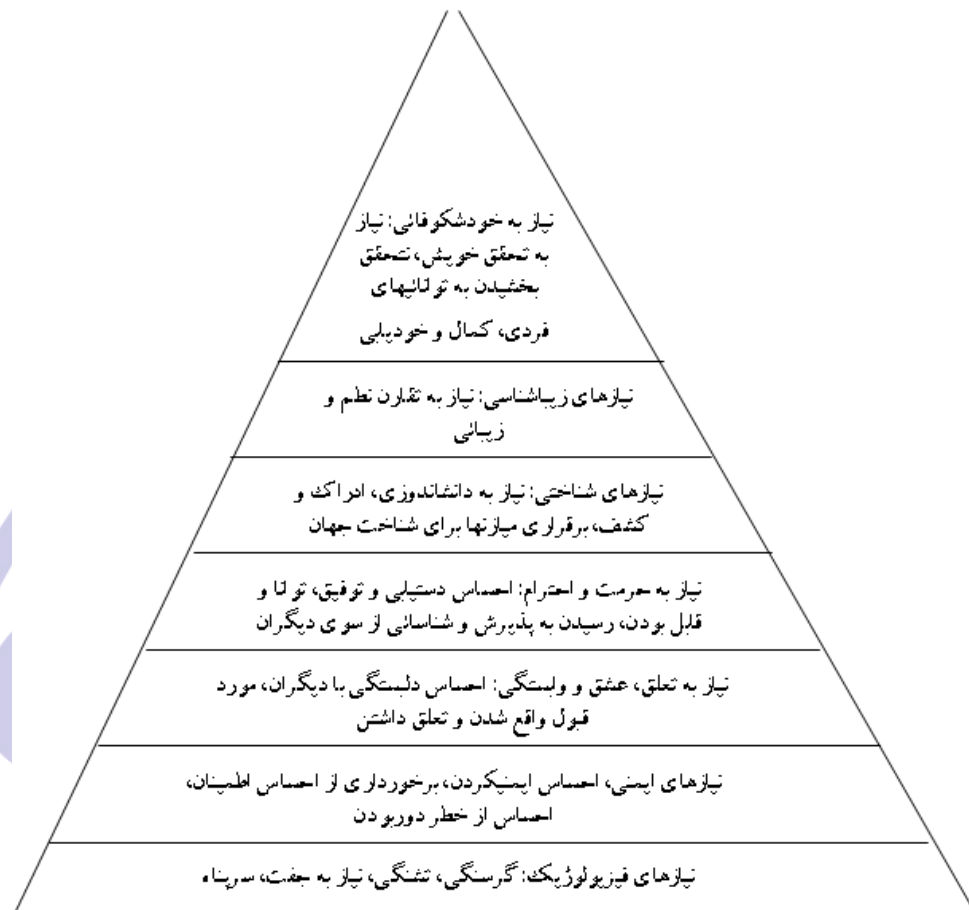 نیاز به خودشکوفائی: نیاز
به تحقق خویش، تحقق
بخشیدن به توانائیهای
فردی، کمال و خودیابی
نیازهای زیباشناسی: نیاز به تقارن نظم و
زیبائی
نیازهای شناختی: نیاز به دانشاندوزی، ادراک و
کشف، برقراری میازنها برای شناخت جهان
نیاز به حرمت و احترام: احساس دستیابی و توفیق، توانا و
قابل بودن، رسیدن به پذیرش و شناسائی از سوی دیگران
نیاز به تعلق، عشق و وابستگی: احساس دلبستگی با دیگران، مورد
قبول واقع شدن و تعلق داشتن
نیازهای ایمنی، احساس ایمنیکردن، برخورداری از احساس اطمینان،
احساس از خطر دوربودن
نیازهای فیزیولوژیک: گرسنگی، تشنگی، نیاز به جفت، سرپناه